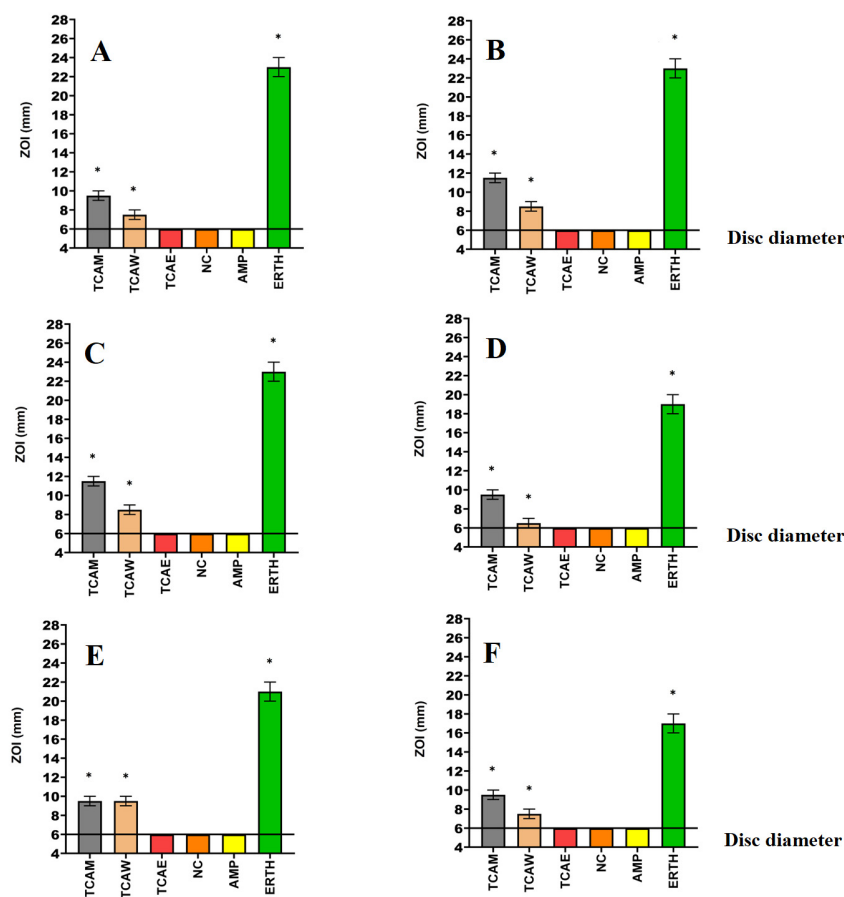 A
ZOI (mm)
28
26
24
22
20
18
16
14
12
10
8
6
4
*
*
*
TCAM
TCAW
TCAE
NC
AMP
ERTH
B
ZOI (mm)
28
26
24
22
20
18
16
14
12
10
8
6
4
*
*
*
TCAM
TCAW
TCAE
NC
AMP
ERTH
Disc diameter
C
ZOI (mm)
28
26
24
22
20
18
16
14
12
10
8
6
4
*
*
*
TCAM
TCAW
TCAE
NC
AMP
ERTH
D
ZOI (mm)
28
26
24
22
20
18
16
14
12
10
8
6
4
*
*
*
TCAM
TCAW
TCAE
NC
AMP
ERTH
Disc diameter
E
ZOI (mm)
28
26
24
22
20
18
16
14
12
10
8
6
4
*
*
*
TCAM
TCAW
TCAE
NC
AMP
ERTH
F
ZOI (mm)
28
26
24
22
20
18
16
14
12
10
8
6
4
*
*
*
TCAM
TCAW
TCAE
NC
AMP
ERTH
Disc diameter